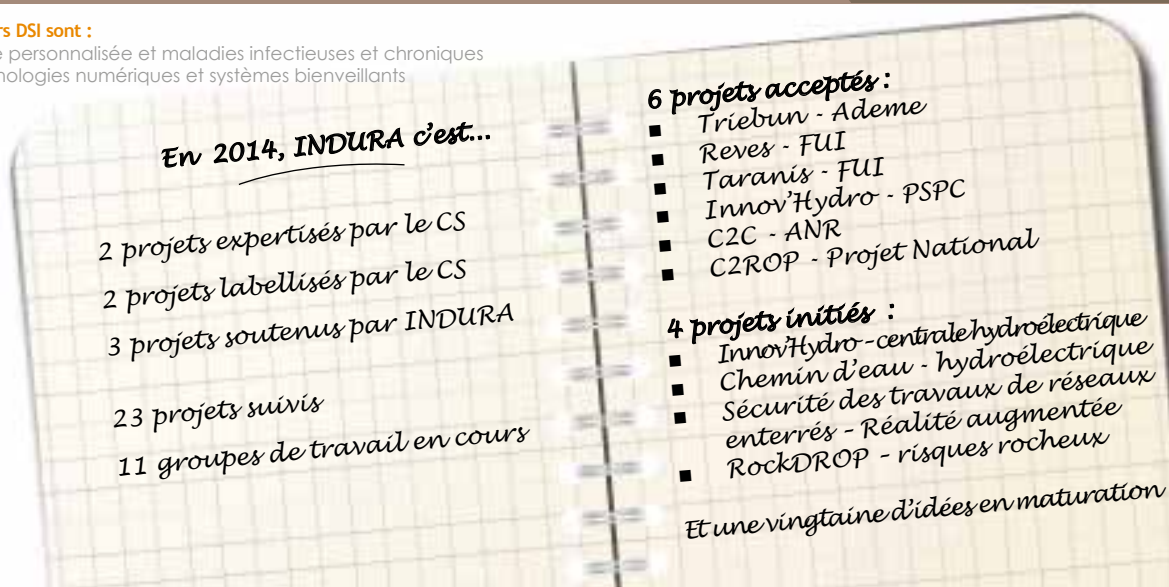 rs DSI sont :
personnalisée et maladies infectieuses et chroniques
nologies numériques et systèmes bienveillants
En 2014, INDURA c'est...
2 projets expertisés par le CS
2 projets labellisés par le CS
3 projets soutenus par INDURA
23 projets suivis
11 groupes de travail en cours
6 projets acceptés :
▪ Triebun - Ademe
▪ Reves - FUI
▪ Taranis - FUI
▪ Innov'Hydro - PSPC
▪ C2C - ANR
▪ C2ROP - Projet National
4 projets initiés :
▪ Innov'Hydro - centrale hydroélectrique
▪ Chemin d'eau - hydroélectrique
▪ Sécurité des travaux de réseaux
enterrés – Réalité augmentée
▪ RockDROP – risques rocheux
Et une vingtaine d'idées en maturation